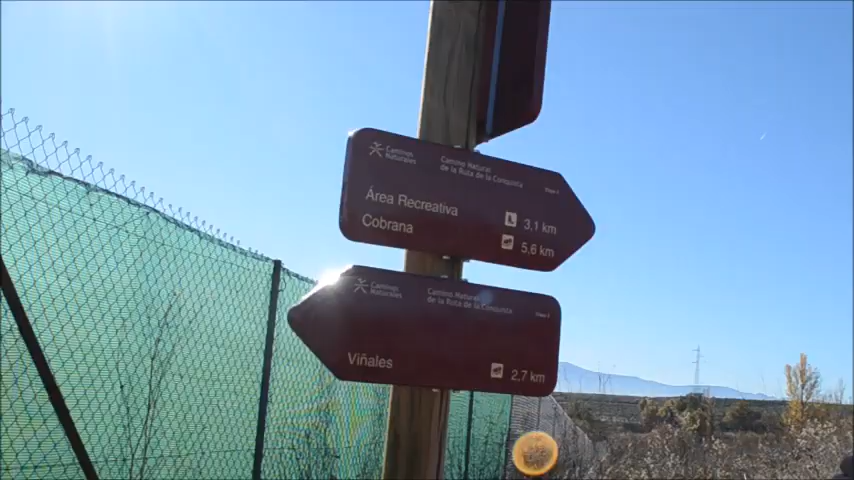 Caminos
Naturales
Camino Natural
de la Ruta de la Conquista
Área Recreativa
3,1 km
Cobrana
5,6 km
Caminos
Naturales
Camino Natural
de la Ruta de la Conquista
Viñales
2,7 km